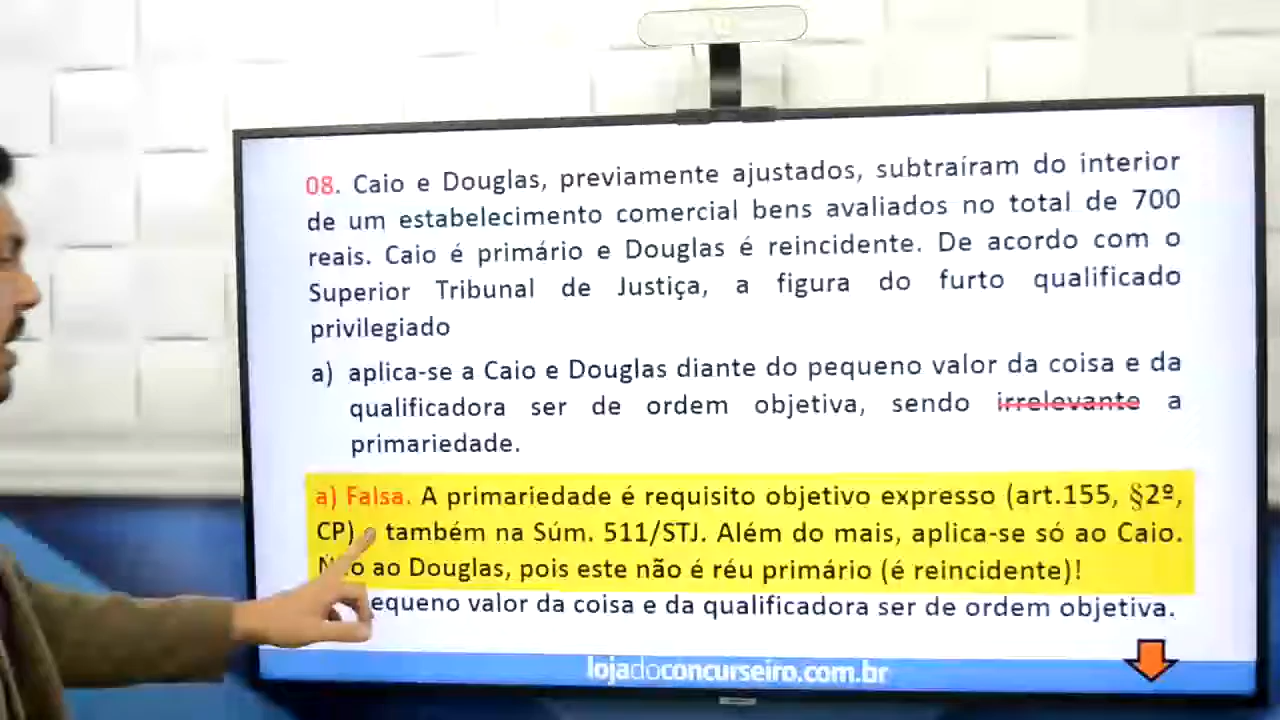 08. Caio e Douglas, previamente ajustados, subtraíram do interior
de um estabelecimento comercial bens avaliados no total de 700
reais. Caio é primário e Douglas é reincidente. De acordo com o
Superior Tribunal de Justiça, a figura do furto qualificado
privilegiado
a) aplica-se a Caio e Douglas diante do pequeno valor da coisa e da
qualificadora ser de ordem objetiva, sendo irrelevante a
primariedade.
a) Falsa. A primariedade é requisito objetivo expresso (art.155, §2º,
CP) também na Súm. 511/STJ. Além do mais, aplica-se só ao Caio.
ao Douglas, pois este não é réu primário (é reincidente)!
valor da coisa e da qualificadora ser de ordem objetiva.
lojadoconcurseiro.com.br